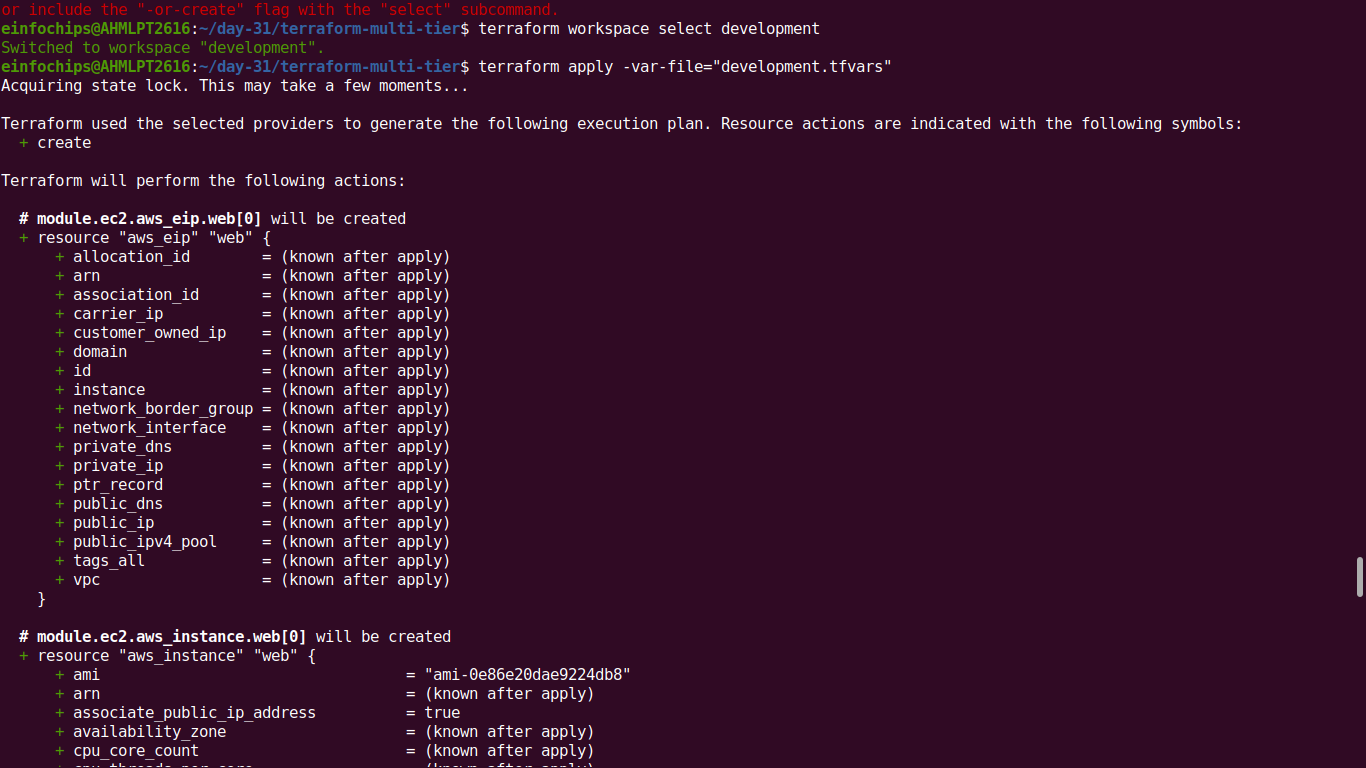 or include the "-or-create" flag with the "select" subcommand.
einfochips@AHMLPT2616:~/day-31/terraform-multi-tier$ terraform workspace select development
Switched to workspace "development".
einfochips@AHMLPT2616:~/day-31/terraform-multi-tier$ terraform apply -var-file="development.tfvars"
Acquiring state lock. This may take a few moments...

Terraform used the selected providers to generate the following execution plan. Resource actions are indicated with the following symbols:
  + create

Terraform will perform the following actions:

  # module.ec2.aws_eip.web[0] will be created
  + resource "aws_eip" "web" {
      + allocation_id        = (known after apply)
      + arn                  = (known after apply)
      + association_id       = (known after apply)
      + carrier_ip           = (known after apply)
      + customer_owned_ip    = (known after apply)
      + domain               = (known after apply)
      + id                   = (known after apply)
      + instance             = (known after apply)
      + network_border_group = (known after apply)
      + network_interface    = (known after apply)
      + private_dns          = (known after apply)
      + private_ip           = (known after apply)
      + ptr_record           = (known after apply)
      + public_dns           = (known after apply)
      + public_ip            = (known after apply)
      + public_ipv4_pool     = (known after apply)
      + tags_all             = (known after apply)
      + vpc                  = (known after apply)
    }

  # module.ec2.aws_instance.web[0] will be created
  + resource "aws_instance" "web" {
      + ami                                  = "ami-0e86e20dae9224db8"
      + arn                                  = (known after apply)
      + associate_public_ip_address          = true
      + availability_zone                    = (known after apply)
      + cpu_core_count                       = (known after apply)